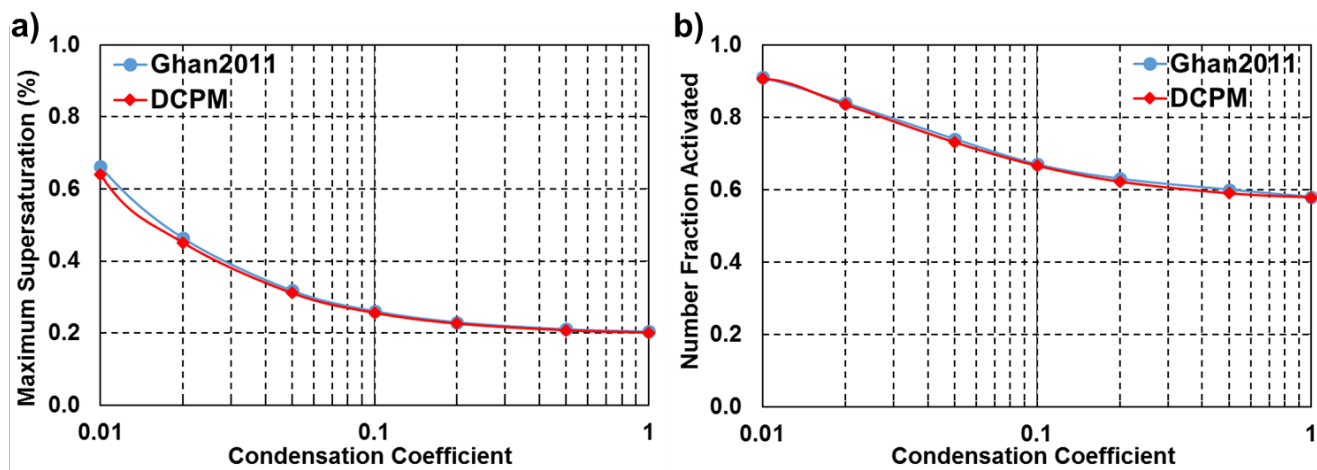 a)
Maximum Supersaturation (%)
1.0
0.8
0.6
0.4
0.2
0.0
Ghan2011
DCPM
0.01
0.1
1
Condensation Coefficient
b)
Number Fraction Activated
1.0
0.8
0.6
0.4
0.2
0.0
Ghan2011
DCPM
0.01
0.1
1
Condensation Coefficient